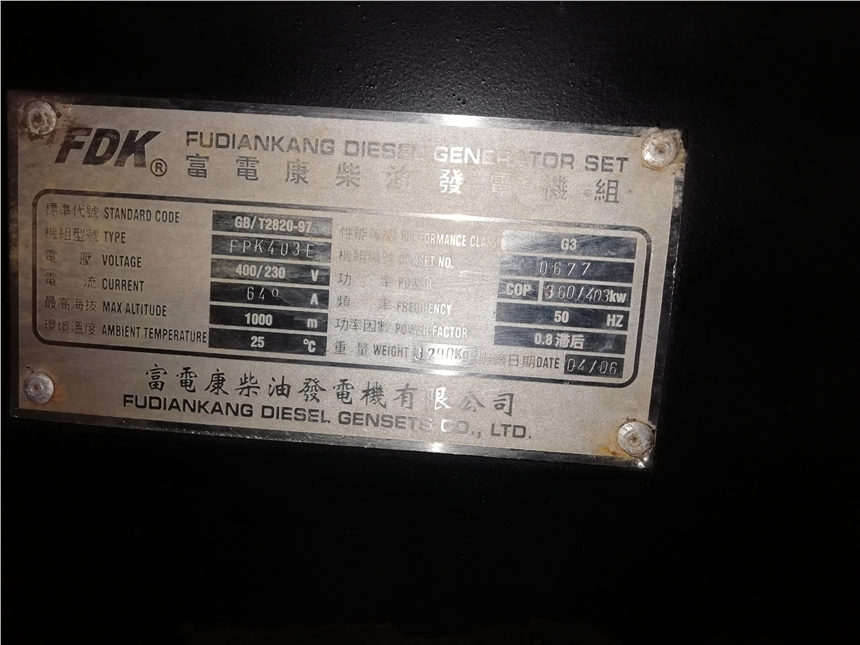 FDK® FUDIANKANG DIESEL GENERATOR SET
富電康柴油發電機組
標準代號 STANDARD CODE GB/T2820-97 性能等級 PERFORMANCE CLASS G3
機組型號 TYPE FPK403E 機組編號 GENSET NO. 0677
電壓 VOLTAGE 400/230 V 功率 POWER COP 360/403kw
電流 CURRENT 649 A 頻率 FREQUENCY 50 HZ
最高海拔 MAX ALTITUDE 1000 m 功率因數 POWER FACTOR 0.8 滞后
環境溫度 AMBIENT TEMPERATURE 25 °C 重量 WEIGHT 3290Kg 日期 DATE 04/06
富電康柴油發電機有限公司
FUDIANKANG DIESEL GENSETS CO., LTD.